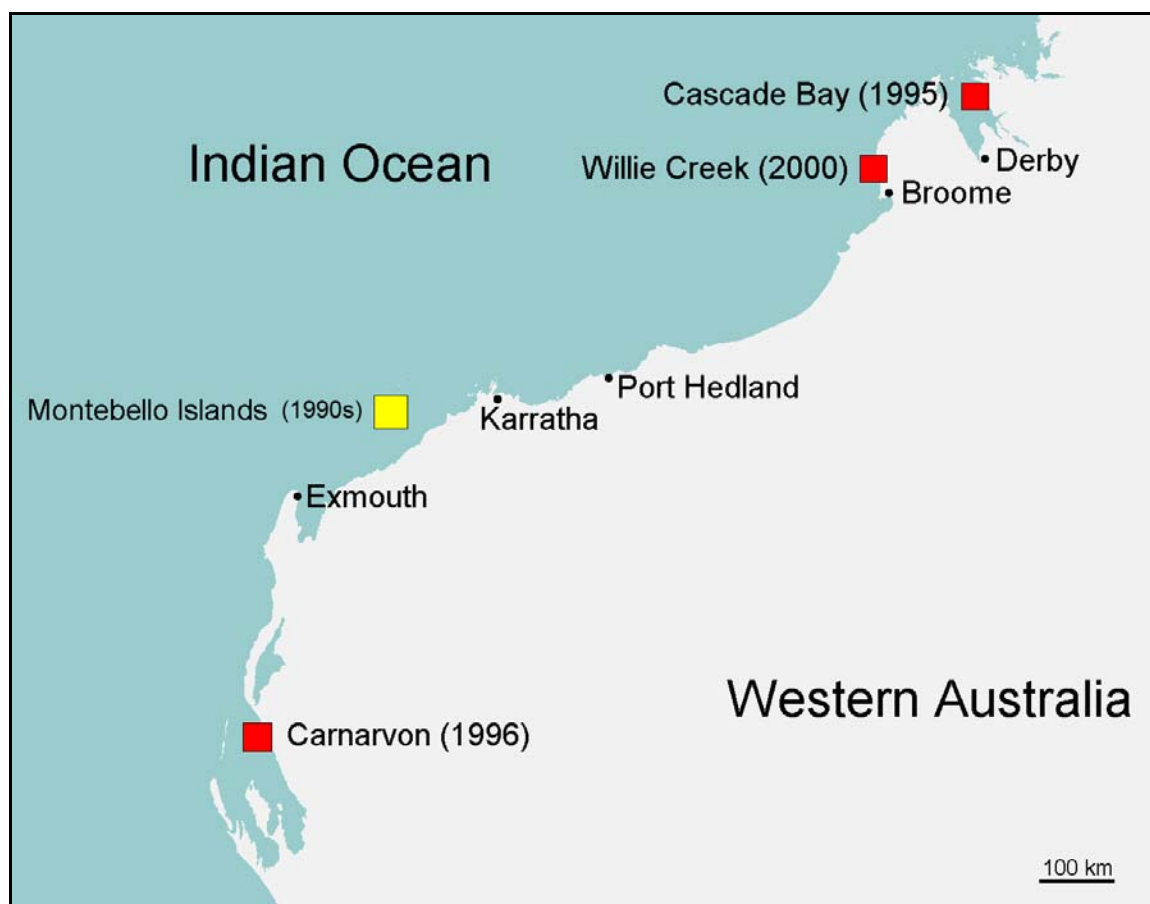 Cascade Bay (1995)
Indian Ocean
Willie Creek (2000)
Derby
Broome
Port Hedland
Montebello Islands (1990s)
Karratha
Exmouth
Western Australia
Carnarvon (1996)
100 km